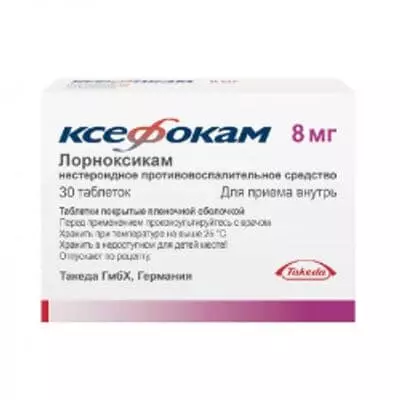 ксефокам 8 мг
Лорноксикам
нестероидное противовоспалительное средство
30 таблеток Для приема внутрь
Таблетки покрытые пленочной оболочкой
Перед применением проконсультируйтесь с врачом
Хранить при температуре не выше 25 °C
Хранить в недоступном для детей месте!
Отпускают по рецепту.
Такеда ГмбХ, Германия
Takeda